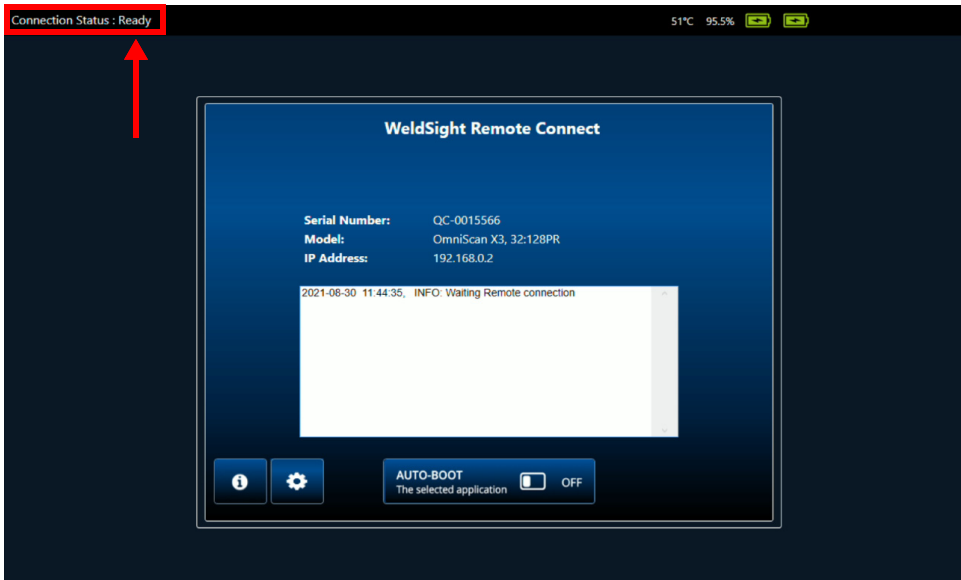 Connection Status : Ready
51°C 95.5%
WeldSight Remote Connect
Serial Number: QC-0015566
Model: OmniScan X3, 32:128PR
IP Address: 192.168.0.2
2021-08-30 11:44:35, INFO: Waiting Remote connection
AUTO-BOOT
The selected application
OFF